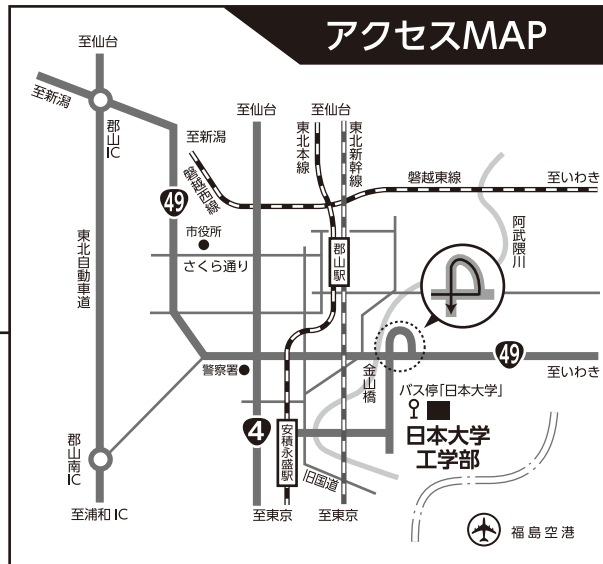 アクセスMAP
至仙台
至新潟
郡山IC
49
東北自動車道
至新潟
磐越西線
至仙台
東北本線
至仙台
東北新幹線
磐越東線
至いわき
阿武隈川
市役所
さくら通り
郡山駅
警察署
金山橋
49
至いわき
バス停「日本大学」
日本大学
工学部
4
安積永盛駅
旧国道
郡山南IC
至浦和IC
至東京
至東京
福島空港